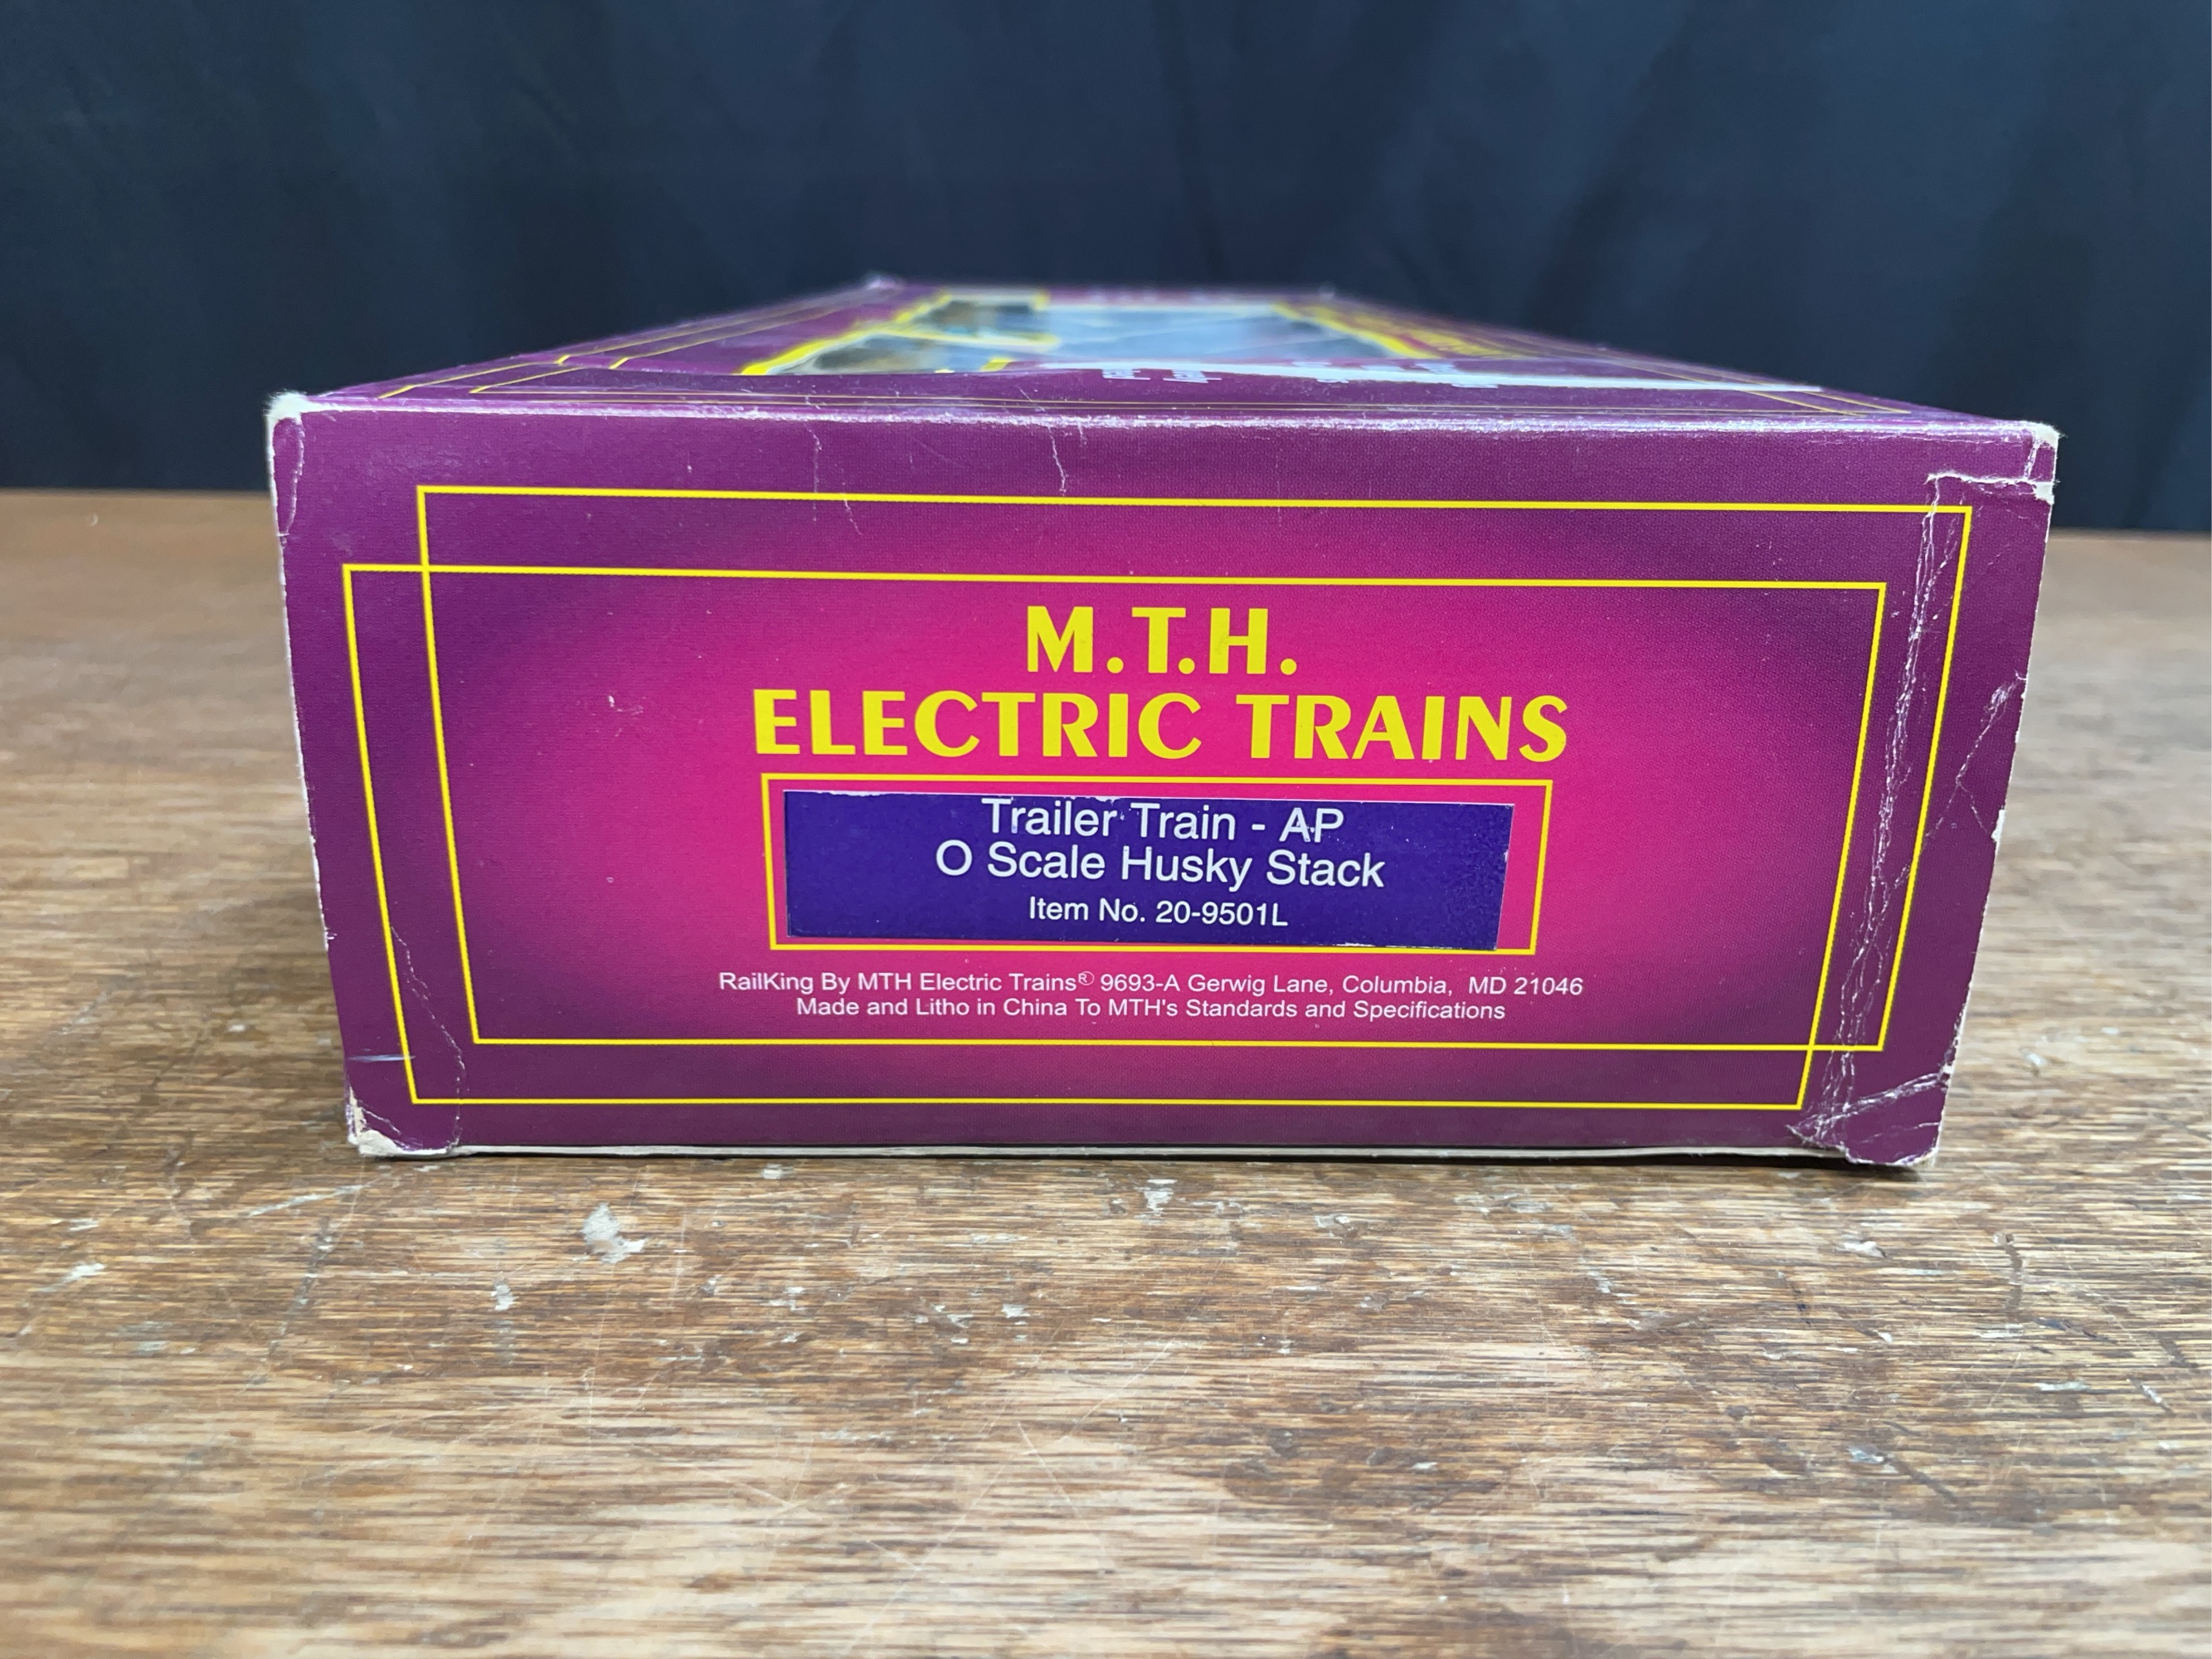 M.T.H.
ELECTRIC TRAINS
Trailer Train - AP
O Scale Husky Stack
Item No. 20-9501L
RailKing By MTH Electric Trains® 9693-A Gerwig Lane, Columbia, MD 21046
Made and Litho in China To MTH's Standards and Specifications